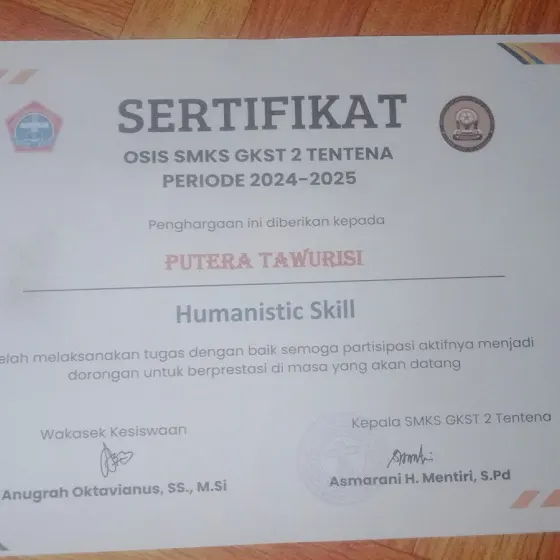 SERTIFIKAT
OSIS SMKS GKST 2 TENTENA
PERIODE 2024-2025
Penghargaan ini diberikan kepada
PUTERA TAWURISI
Humanistic Skill
elah melaksanakan tugas dengan baik semoga partisipasi aktifnya menjadi
dorongan untuk berprestasi di masa yang akan datang
Wakasek Kesiswaan
Kepala SMKS GKST 2 Tentena
Anugrah Oktavianus, SS., M.Si
Asmarani H. Mentiri, S.Pd